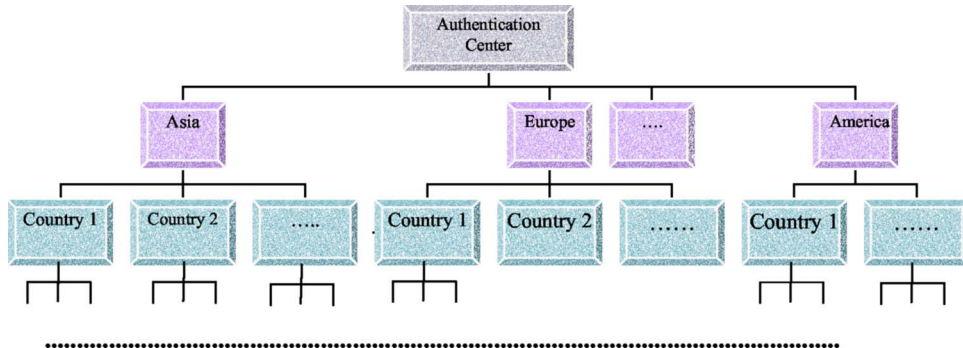 Authentication
Center
Asia
Europe
....
America
Country 1
Country 2
.....
Country 1
Country 2
......
Country 1
......